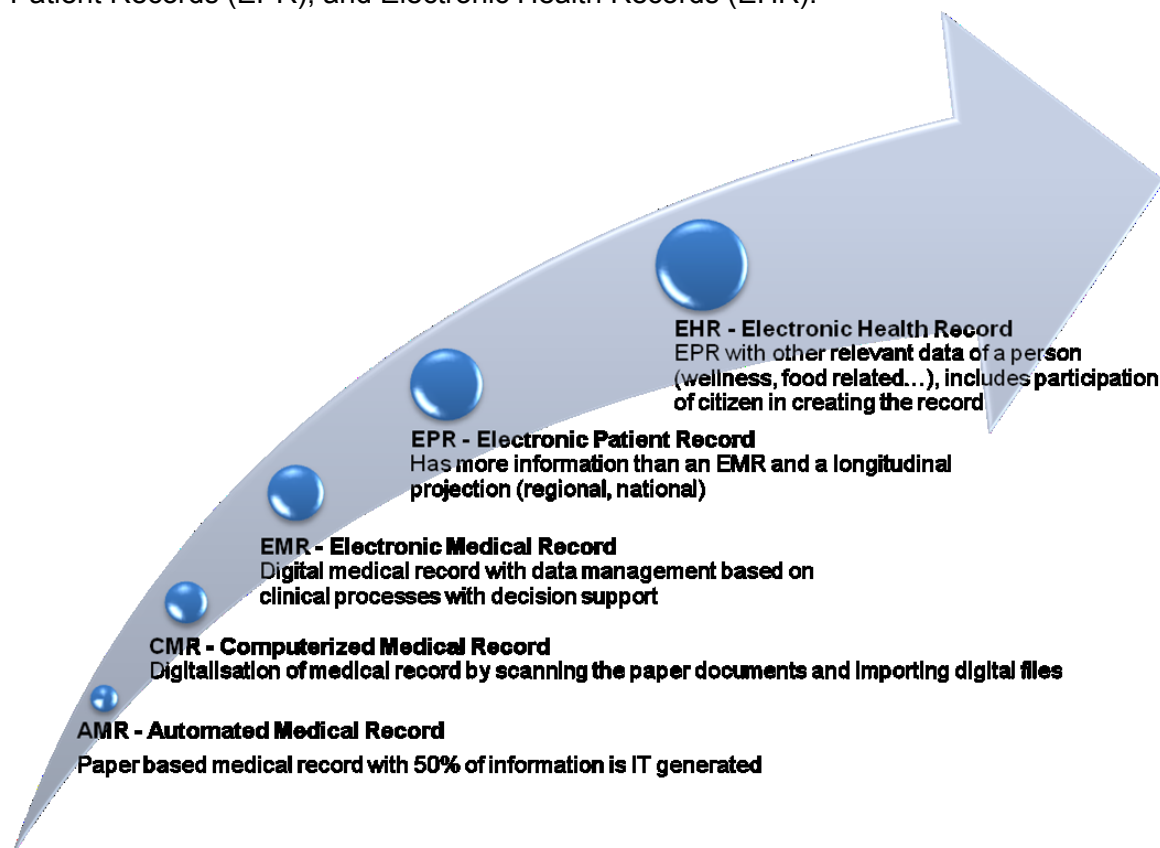 Patient Records (EPR), and Electronic Health Records (EHR).
EHR - Electronic Health Record
EPR with other relevant data of a person
(wellness, food related...), includes participation
of citizen in creating the record
EPR - Electronic Patient Record
Has more information than an EMR and a longitudinal
projection (regional, national)
EMR - Electronic Medical Record
Digital medical record with data management based on
clinical processes with decision support
CMR - Computerized Medical Record
Digitalisation of medical record by scanning the paper documents and importing digital files
AMR - Automated Medical Record
Paper based medical record with 50% of information is IT generated